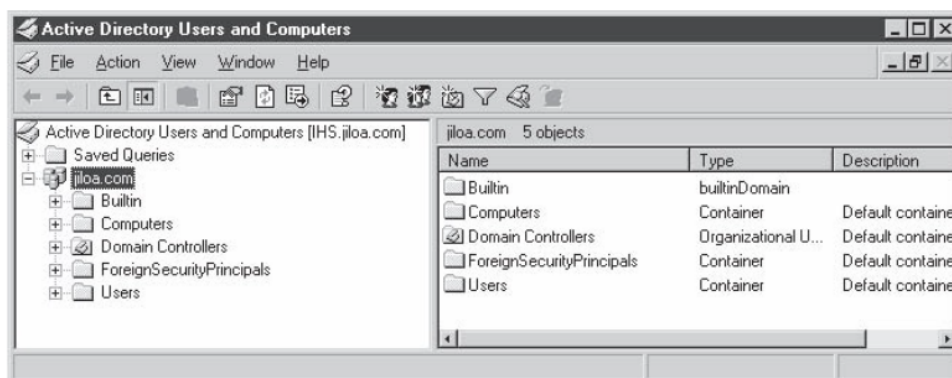 Active Directory Users and Computers
File Action View Window Help
Active Directory Users and Computers [IHS.jiloa.com]
Saved Queries
jiloa.com
Builtin
Computers
Domain Controllers
ForeignSecurityPrincipals
Users
jiloa.com 5 objects
Name Type Description
Builtin builtinDomain
Computers Container Default containe
Domain Controllers Organizational U... Default containe
ForeignSecurityPrincipals Container Default containe
Users Container Default containe